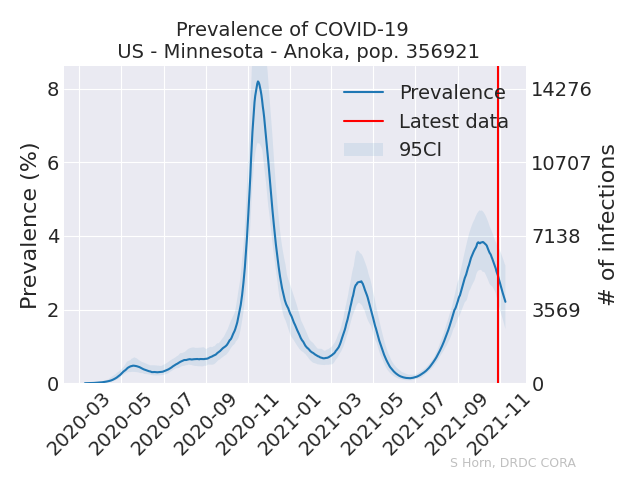 Prevalence of COVID-19
US - Minnesota - Anoka, pop. 356921
Prevalence (%)
8
6
4
2
0
Prevalence
Latest data
95CI
14276
10707
7138
3569
0
# of infections
2020-03
2020-05
2020-07
2020-09
2020-11
2021-01
2021-03
2021-05
2021-07
2021-09
2021-11
S Horn, DRDC CORA